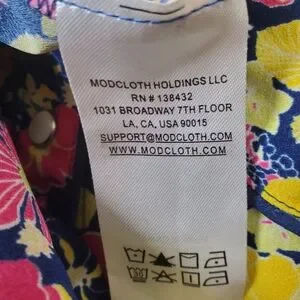 MODCLOTH HOLDINGS LLC
RN # 138432
1031 BROADWAY 7TH FLOOR
LA, CA, USA 90015
SUPPORT@MODCLOTH.COM
WWW.MODCLOTH.COM